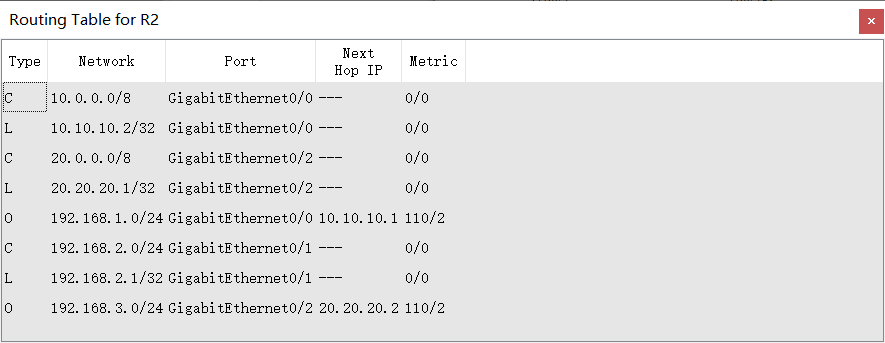 Routing Table for R2
Type Network Port Next Hop IP Metric
C 10.0.0.0/8 GigabitEthernet0/0 --- 0/0
L 10.10.10.2/32 GigabitEthernet0/0 --- 0/0
C 20.0.0.0/8 GigabitEthernet0/2 --- 0/0
L 20.20.20.1/32 GigabitEthernet0/2 --- 0/0
O 192.168.1.0/24 GigabitEthernet0/0 10.10.10.1 110/2
C 192.168.2.0/24 GigabitEthernet0/1 --- 0/0
L 192.168.2.1/32 GigabitEthernet0/1 --- 0/0
O 192.168.3.0/24 GigabitEthernet0/2 20.20.20.2 110/2